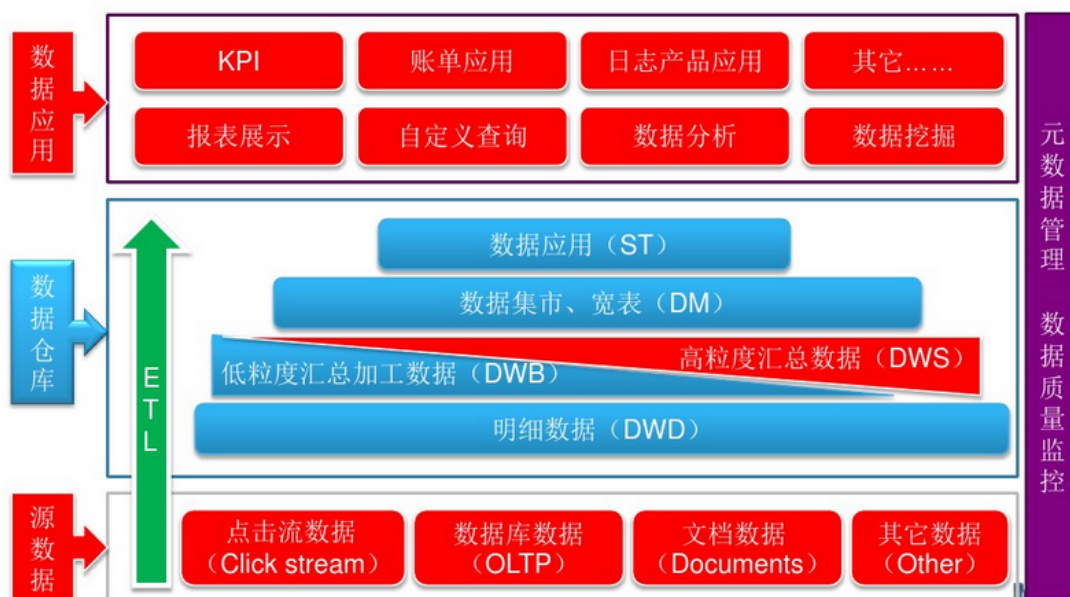 数据应用
KPI
账单应用
日志产品应用
其它……
报表展示
自定义查询
数据分析
数据挖掘
数据仓库
ETL
数据应用（ST）
数据集市、宽表（DM）
高粒度汇总数据（DWS）
低粒度汇总加工数据（DWB）
明细数据（DWD）
源数据
点击流数据
（Click stream）
数据库数据
（OLTP）
文档数据
（Documents）
其它数据
（Other）
元数据管理 数据质量监控